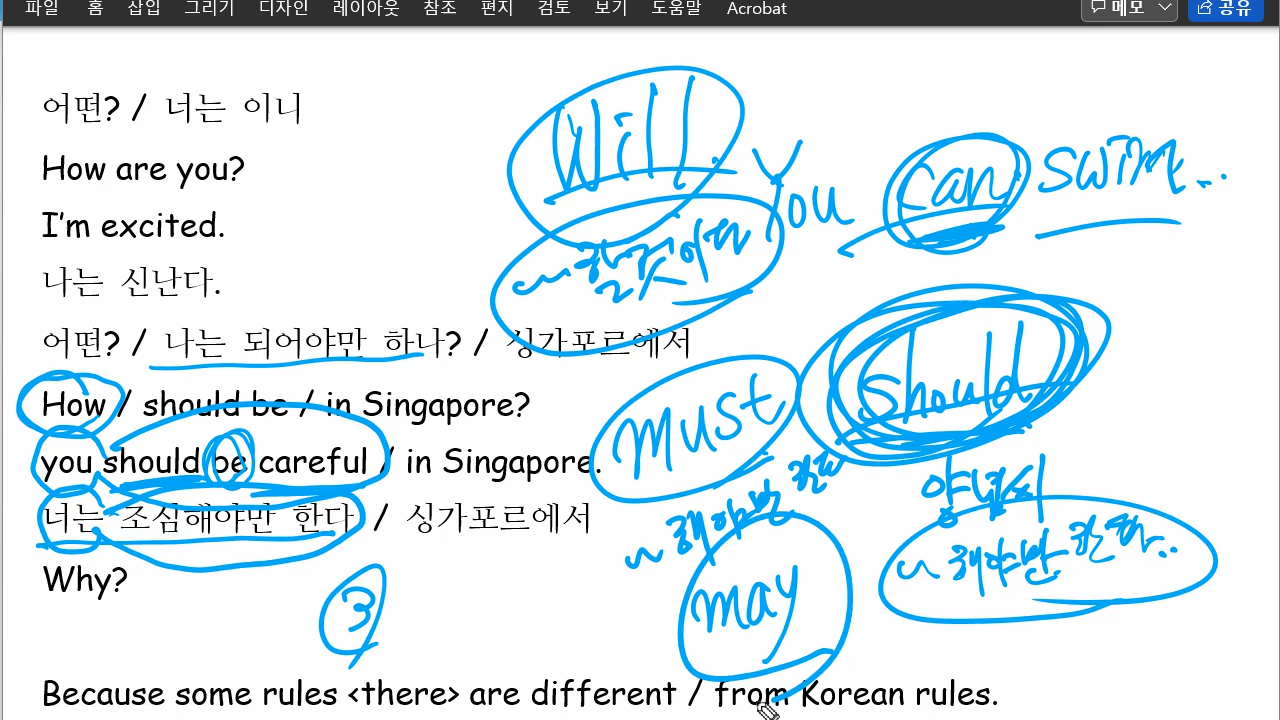 파일 홈 삽입 그리기 디자인 레이아웃 참조 편지 검토 보기 도움말 Acrobat 메모 공유
어떤? / 너는 이니
How are you?
I'm excited.
나는 신난다.
어떤? / 나는 되어야만 하나? / 싱가포르에서
How / should be / in Singapore?
you should be careful / in Singapore.
너는 조심해야만 한다 / 싱가포르에서
Why?
Because some rules <there> are different / from Korean rules.
Will
You can swim...
~할 것이다
must
should
~해야만 한다
양념씨
~해야만 한다..
may
3